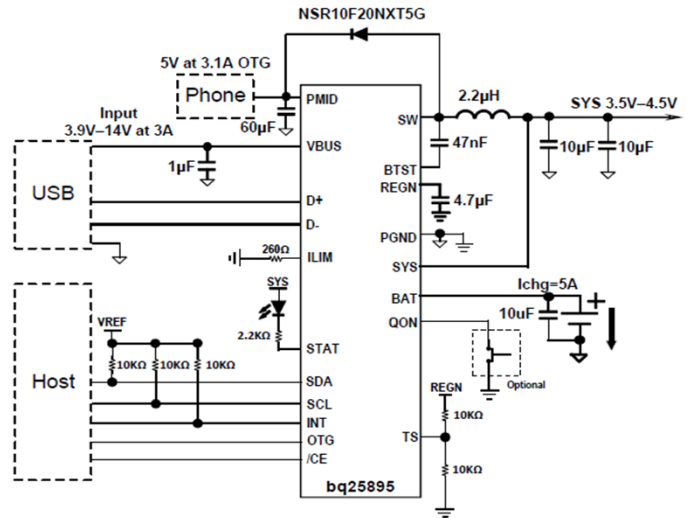 NSR10F20NXT5G
5V at 3.1A OTG
Phone
PMID
60µF
Input
3.9V–14V at 3A
VBUS
1µF
USB
D+
D-
260Ω
ILIM
SYS
2.2KΩ
STAT
VREF
10KΩ
10KΩ
10KΩ
Host
SDA
SCL
INT
OTG
/CE
SW
2.2µH
SYS 3.5V–4.5V
47nF
10µF
10µF
BTST
REGN
4.7µF
PGND
SYS
Ichg=5A
BAT
10uF
+
QON
Optional
REGN
10KΩ
TS
10KΩ
bq25895